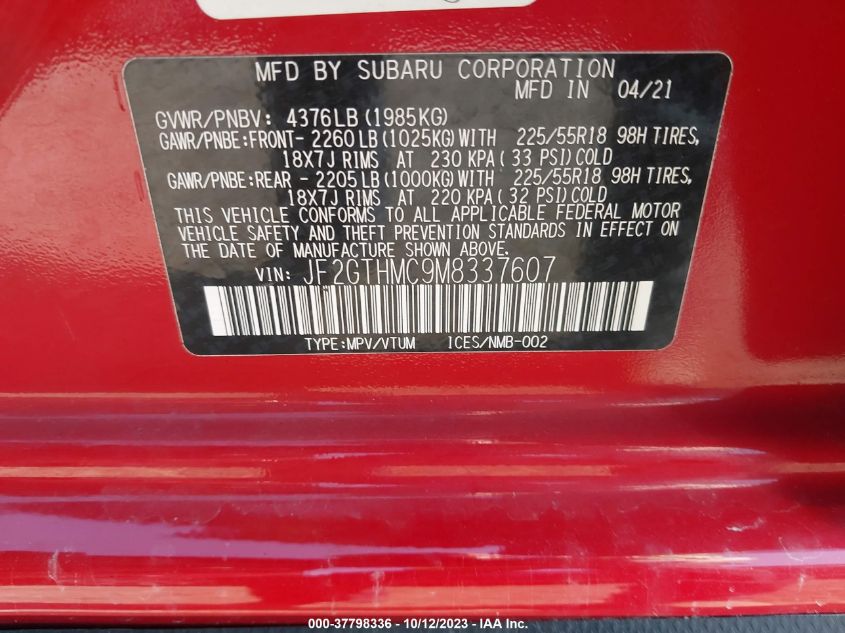 MFD BY SUBARU CORPORATION
MFD IN 04/21
GVWR/PNBV: 4376LB(1985KG)
GAWR/PNBE:FRONT- 2260LB(1025KG)WITH 225/55R18 98H TIRES,
18X7J RIMS AT 230 KPA( 33 PSI)COLD
GAWR/PNBE:REAR - 2205LB(1000KG)WITH 225/55R18 98H TIRES,
18X7J RIMS AT 220 KPA( 32 PSI)COLD
THIS VEHICLE CONFORMS TO ALL APPLICABLE FEDERAL MOTOR
VEHICLE SAFETY AND THEFT PREVENTION STANDARDS IN EFFECT ON
THE DATE OF MANUFACTURE SHOWN ABOVE.
VIN: JF2GTHMC9M8337607
TYPE:MPV/VTUM ICES/NMB-002
000-37798336 - 10/12/2023 - IAA Inc.